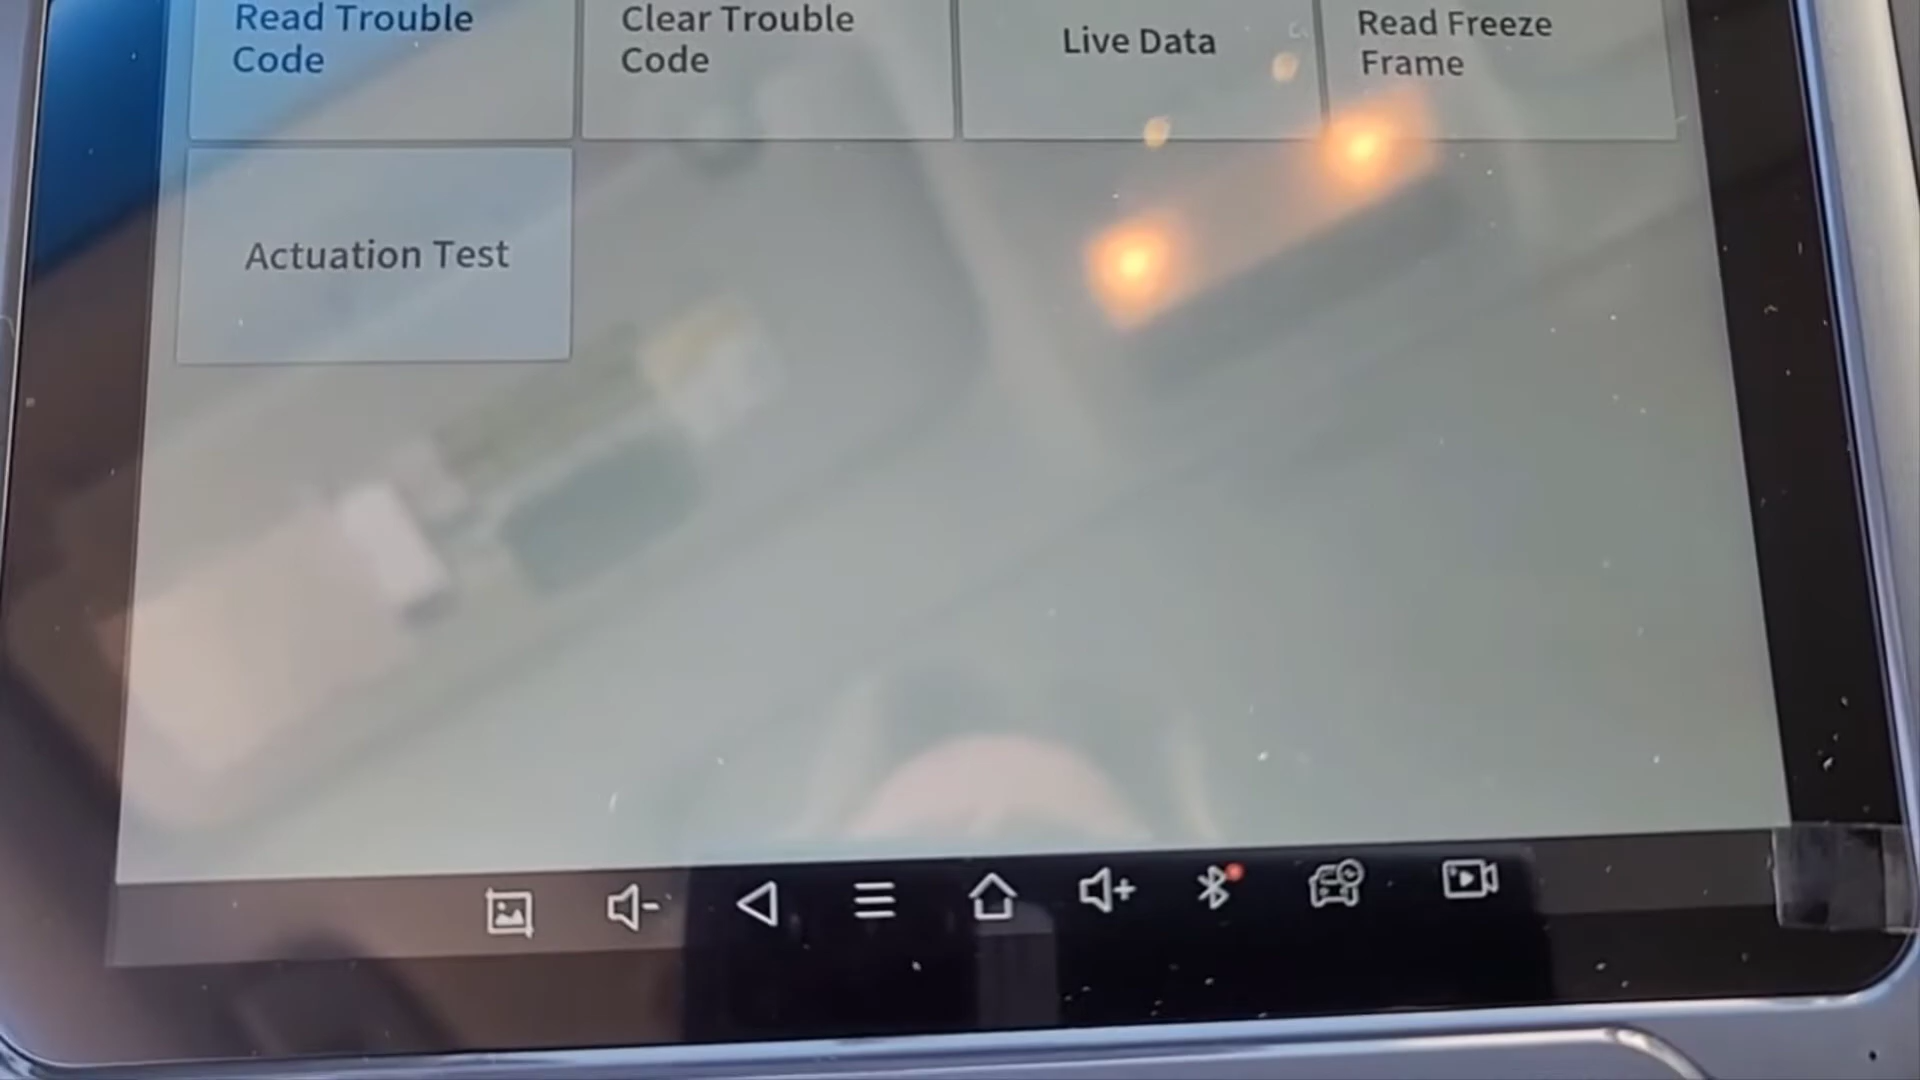 Read Trouble
Code
Clear Trouble
Code
Live Data
Read Freeze
Frame
Actuation Test